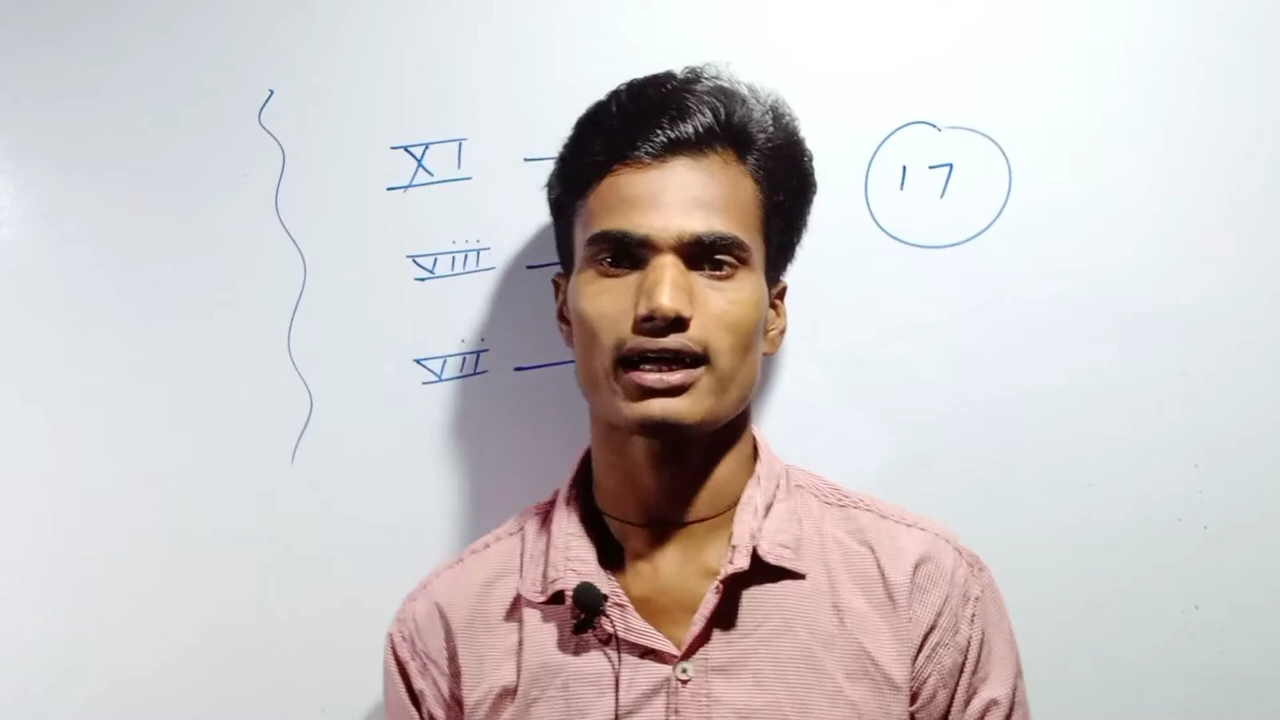 XI — 17
viii —
vii —